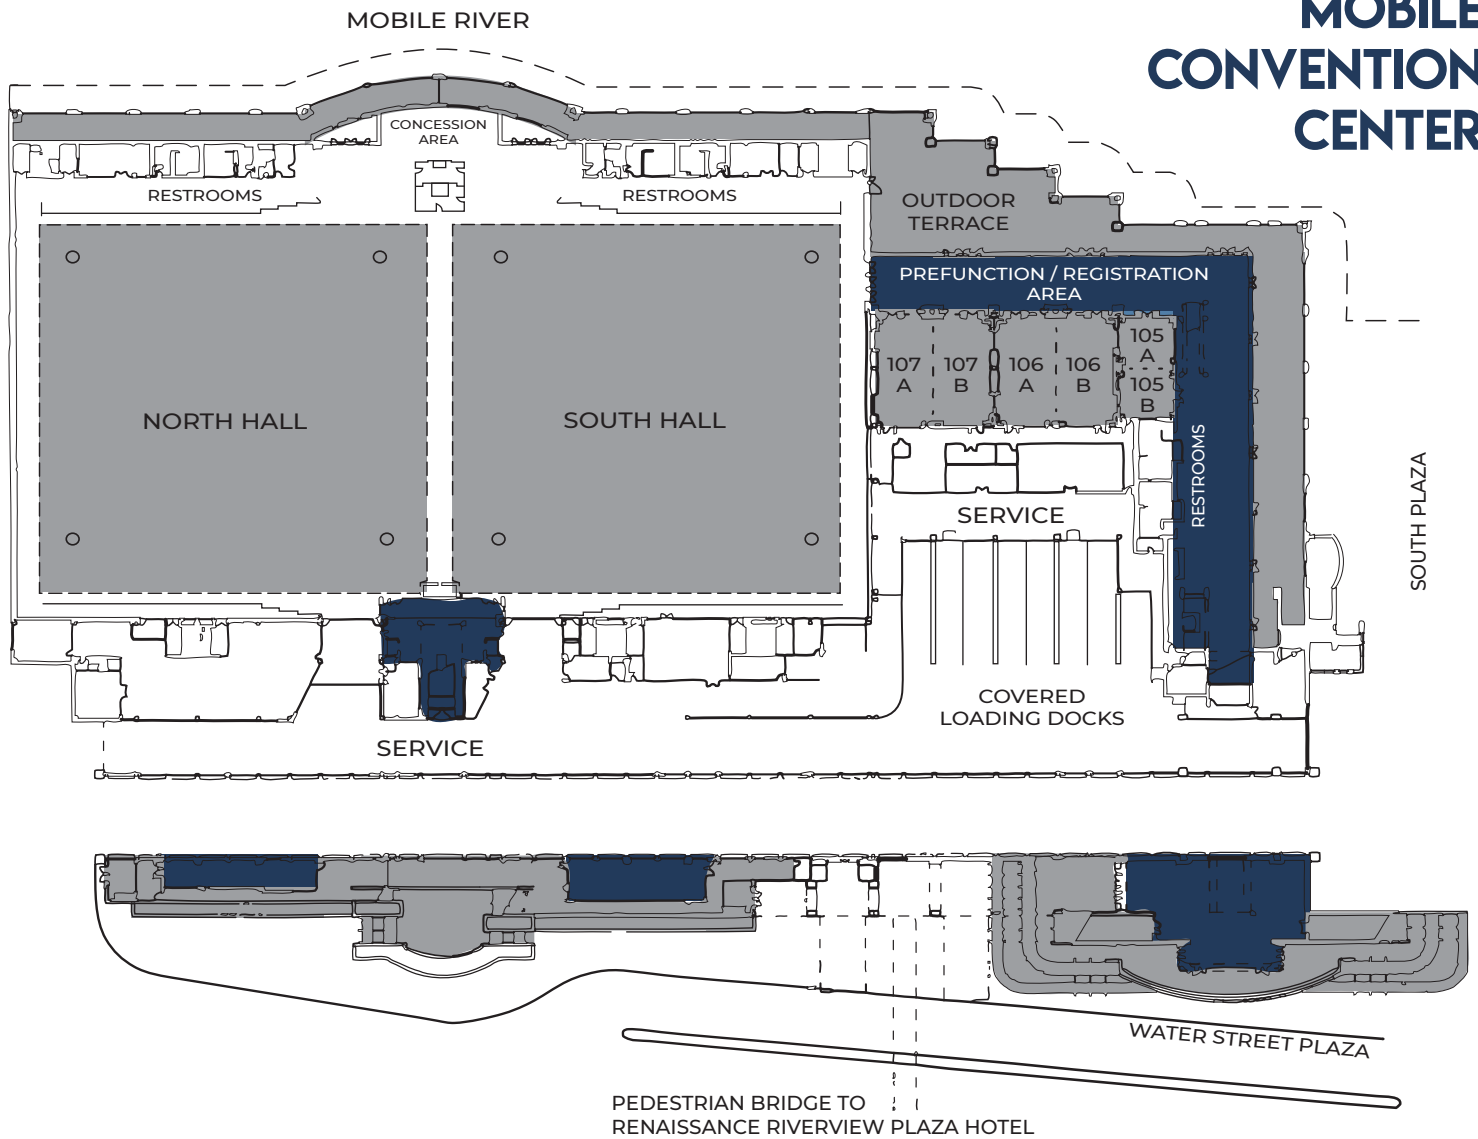 MOBILE RIVER
MOBILE
CONVENTION
CENTER
CONCESSION
AREA
RESTROOMS
RESTROOMS
OUTDOOR
TERRACE
PREFUNCTION / REGISTRATION
AREA
NORTH HALL
SOUTH HALL
107
A
107
B
106
A
106
B
105
A
105
B
RESTROOMS
SOUTH PLAZA
SERVICE
COVERED
LOADING DOCKS
SERVICE
WATER STREET PLAZA
PEDESTRIAN BRIDGE TO
RENAISSANCE RIVERVIEW PLAZA HOTEL